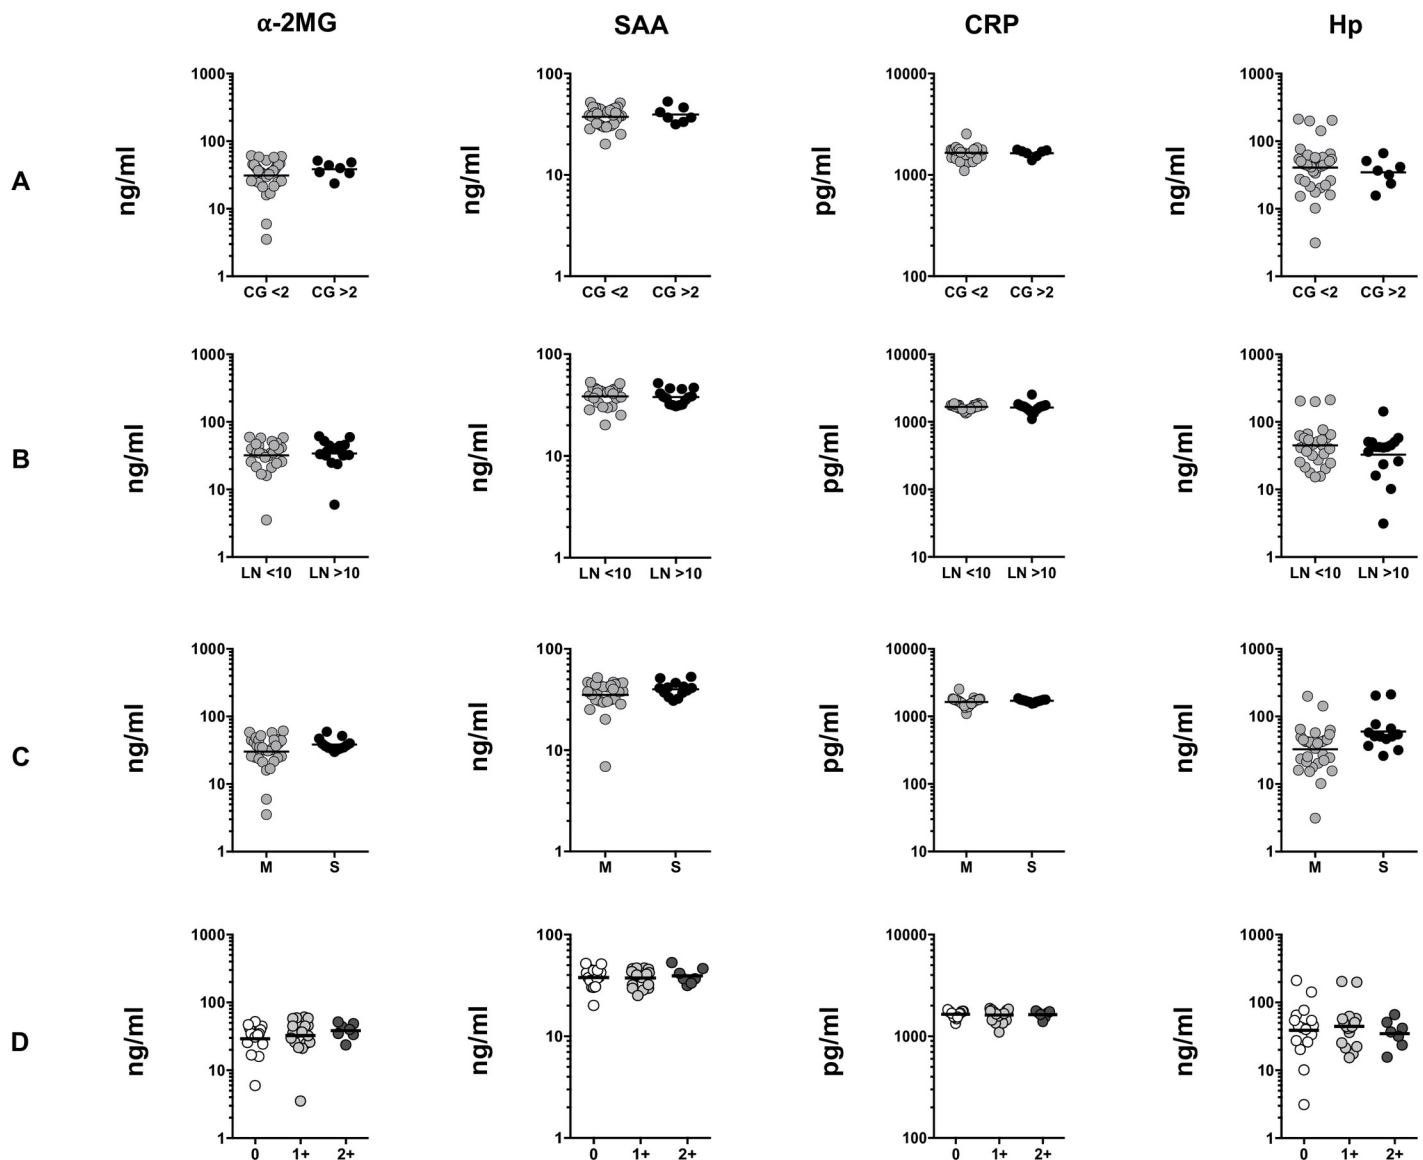 α-2MG SAA CRP Hp
A
ng/ml 1000 100 10 1 CG <2 CG >2
ng/ml 100 10 1 CG <2 CG >2
pg/ml 10000 1000 100 CG <2 CG >2
ng/ml 1000 100 10 1 CG <2 CG >2
B
ng/ml 1000 100 10 1 LN <10 LN >10
ng/ml 100 10 1 LN <10 LN >10
pg/ml 10000 1000 100 10 LN <10 LN >10
ng/ml 1000 100 10 1 LN <10 LN >10
C
ng/ml 1000 100 10 1 M S
ng/ml 100 10 1 M S
pg/ml 10000 1000 100 10 M S
ng/ml 1000 100 10 1 M S
D
ng/ml 1000 100 10 1 0 1+ 2+
ng/ml 100 10 1 0 1+ 2+
pg/ml 10000 1000 100 0 1+ 2+
ng/ml 1000 100 10 1 0 1+ 2+